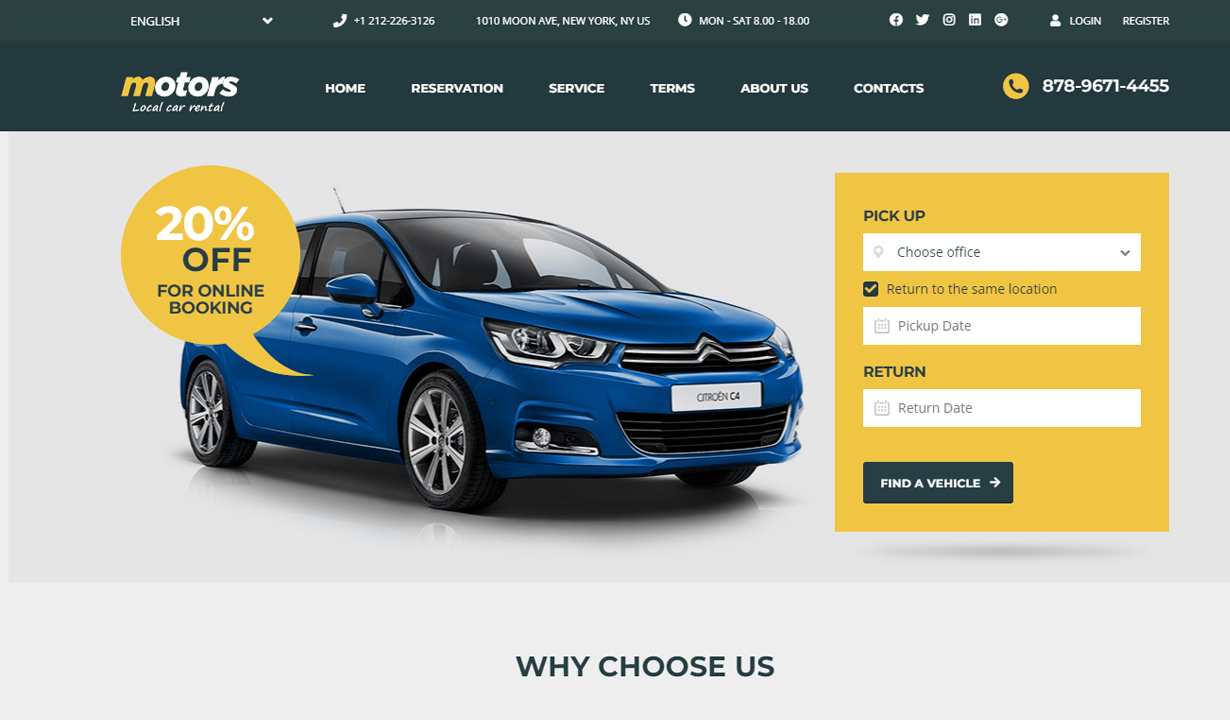 ENGLISH
+1 212-226-3126
1010 MOON AVE, NEW YORK, NY US
MON - SAT 8.00 - 18.00
LOGIN
REGISTER
motors
Local car rental
HOME
RESERVATION
SERVICE
TERMS
ABOUT US
CONTACTS
878-9671-4455
20%
OFF
FOR ONLINE
BOOKING
CITROËN C4
PICK UP
Choose office
Return to the same location
Pickup Date
RETURN
Return Date
FIND A VEHICLE
WHY CHOOSE US